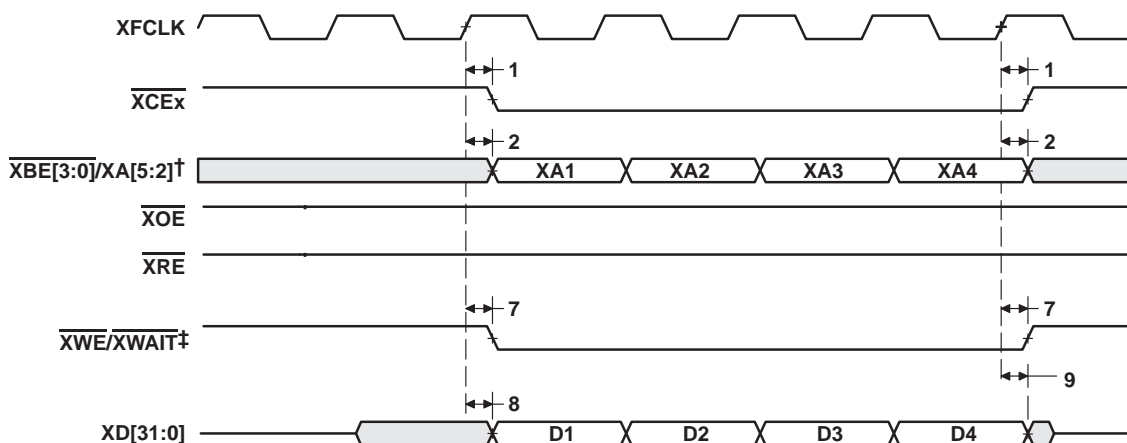 XFCLK
1 1
XCEx
2 2
XBE[3:0]/XA[5:2]† XA1 XA2 XA3 XA4
XOE
XRE
7 7
XWE/XWAIT‡
9
8
XD[31:0] D1 D2 D3 D4